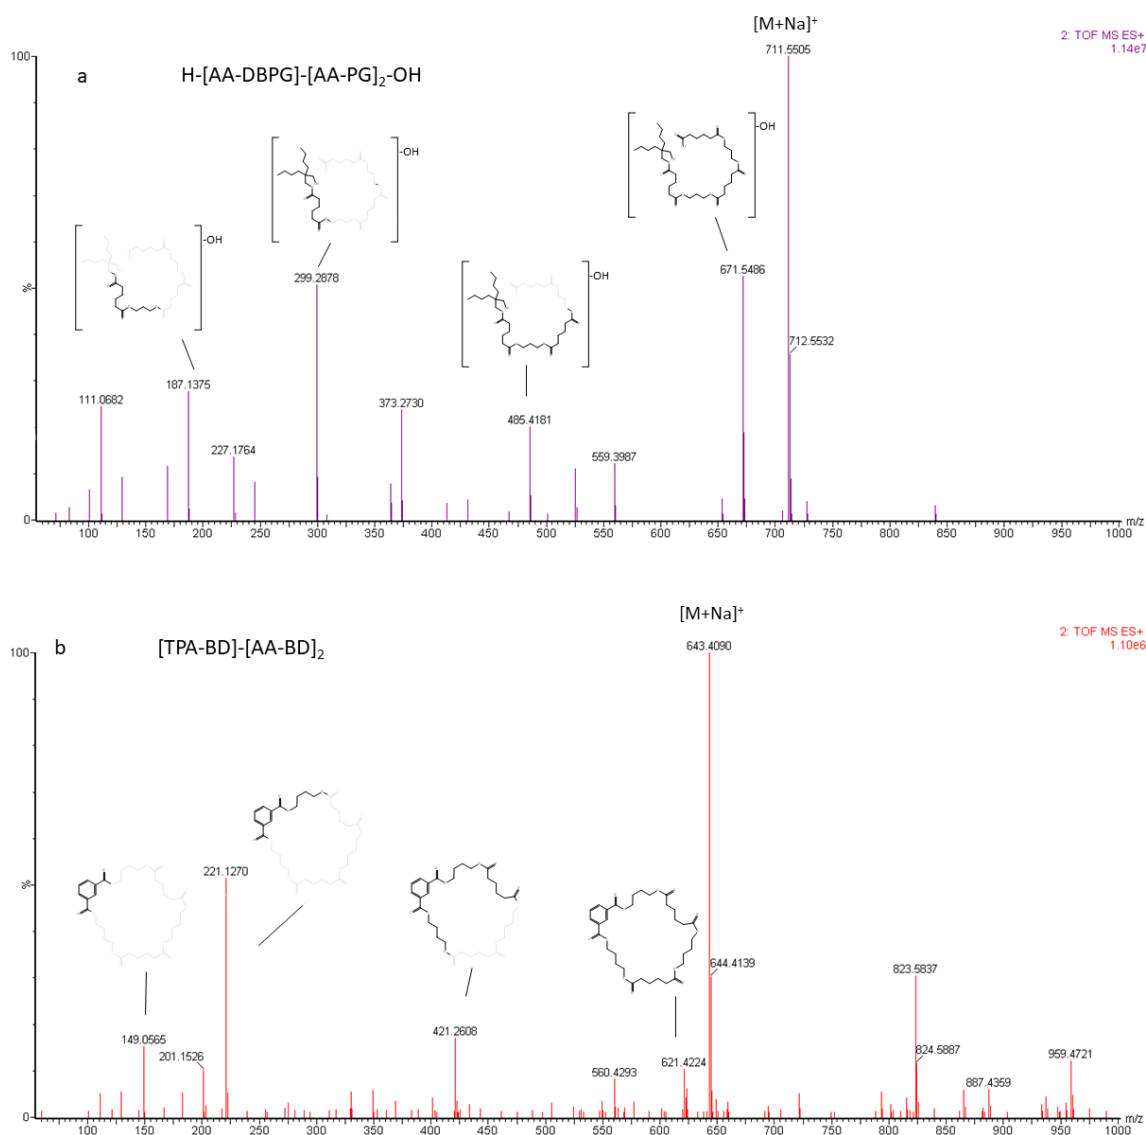 [M+Na]+
2: TOF MS ES+
1.14e7
100
711.5505
a
H-[AA-DBPG]-[AA-PG]2-OH
-OH
-OH
-OH
-OH
671.5486
299.2878
%
712.5532
187.1375
111.0682
373.2730
485.4181
227.1764
559.3987
0
100 150 200 250 300 350 400 450 500 550 600 650 700 750 800 850 900 950 1000
m/z
[M+Na]+
2: TOF MS ES+
1.10e6
100
643.4090
b
[TPA-BD]-[AA-BD]2
221.1270
%
644.4139
823.5837
149.0565
201.1526
421.2608
621.4224
560.4293
824.5887
887.4359
959.4721
0
100 150 200 250 300 350 400 450 500 550 600 650 700 750 800 850 900 950 1000
m/z